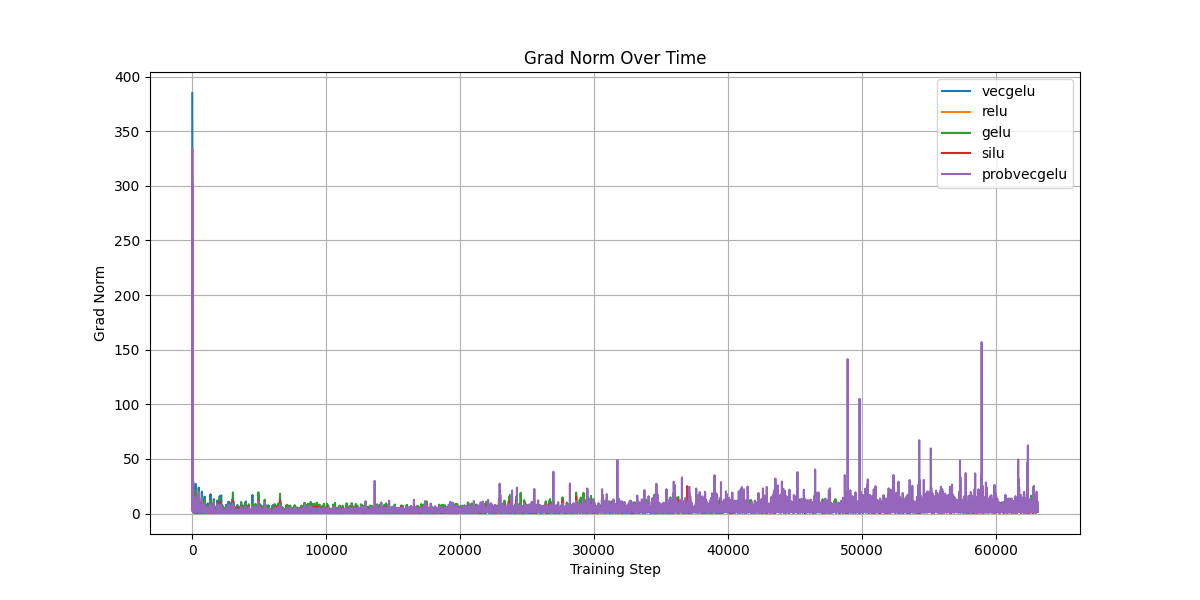 Grad Norm Over Time
400
350
300
250
200
150
100
50
0
Grad Norm
vecgelu
relu
gelu
silu
probvecgelu
0 10000 20000 30000 40000 50000 60000
Training Step